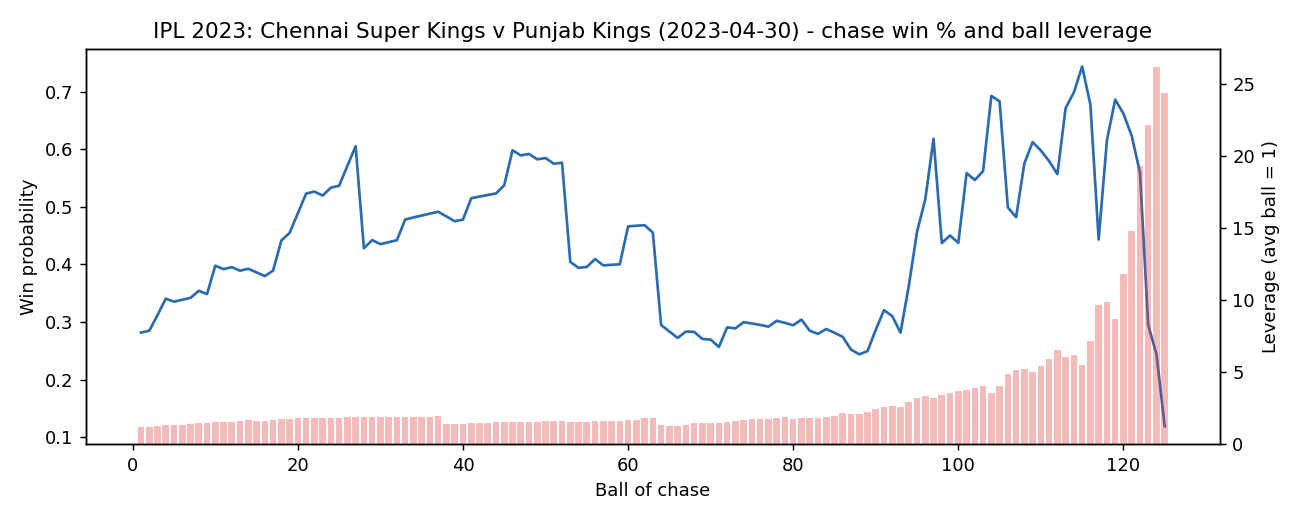 IPL 2023: Chennai Super Kings v Punjab Kings (2023-04-30) - chase win % and ball leverage
Win probability
0.7
0.6
0.5
0.4
0.3
0.2
0.1
0 20 40 60 80 100 120
Ball of chase
25
20
15
10
5
0
Leverage (avg ball = 1)